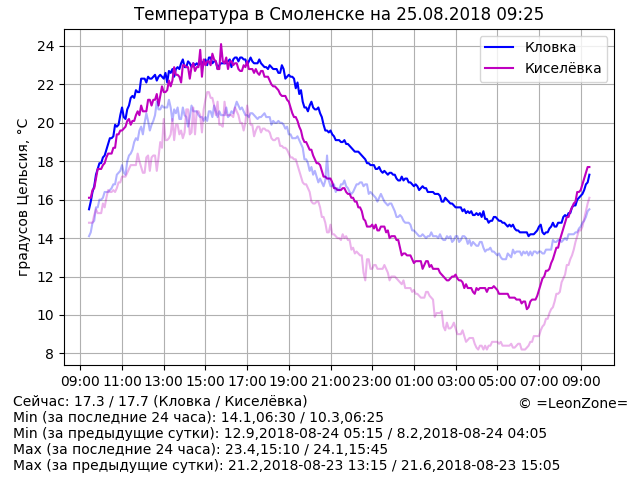 Температура в Смоленске на 25.08.2018 09:25
24
22
20
18
16
14
12
10
8
градусов Цельсия, °C
Кловка
Киселёвка
09:00 11:00 13:00 15:00 17:00 19:00 21:00 23:00 01:00 03:00 05:00 07:00 09:00
Сейчас: 17.3 / 17.7 (Кловка / Киселёвка)
© =LeonZone=
Min (за последние 24 часа): 14.1,06:30 / 10.3,06:25
Min (за предыдущие сутки): 12.9,2018-08-24 05:15 / 8.2,2018-08-24 04:05
Max (за последние 24 часа): 23.4,15:10 / 24.1,15:45
Max (за предыдущие сутки): 21.2,2018-08-23 13:15 / 21.6,2018-08-23 15:05